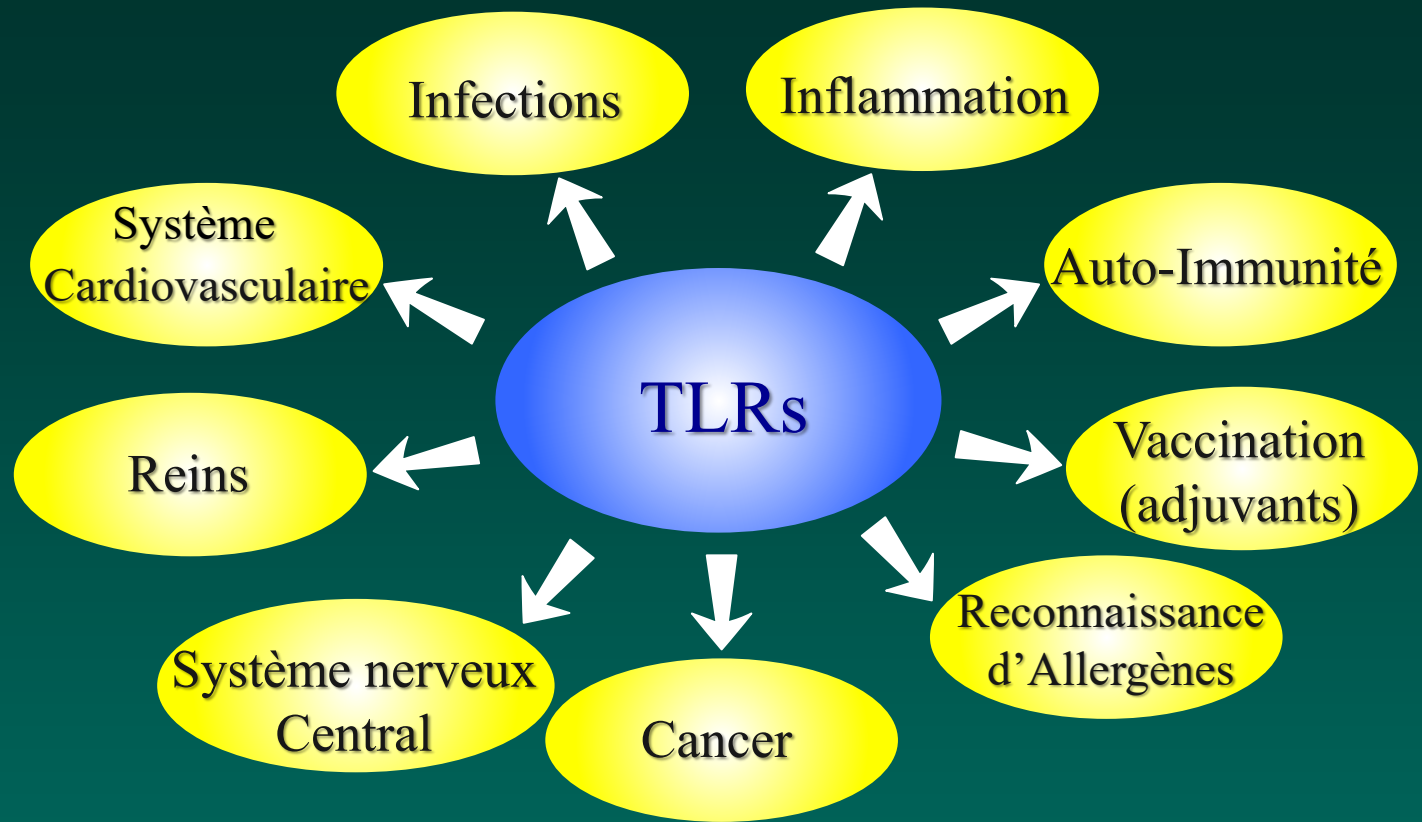 Infections
Inflammation
Système
Cardiovasculaire
Auto-Immunité
TLRs
Reins
Vaccination
(adjuvants)
Système nerveux
Central
Cancer
Reconnaissance
d’Allergènes